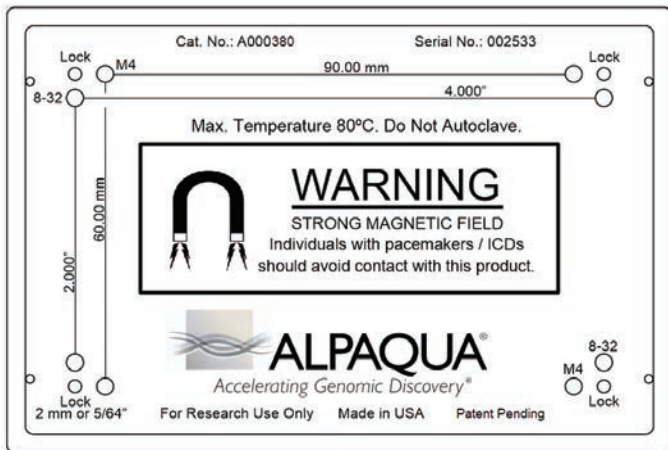 Cat. No.: A000380 Serial No.: 002533
Lock M4 90.00 mm Lock
8-32 4.000"
Max. Temperature 80ºC. Do Not Autoclave.
60.00 mm
2.000"
WARNING
STRONG MAGNETIC FIELD
Individuals with pacemakers / ICDs
should avoid contact with this product.
ALPAQUA®
Accelerating Genomic Discovery®
8-32
M4
Lock Lock
2 mm or 5/64" For Research Use Only Made in USA Patent Pending